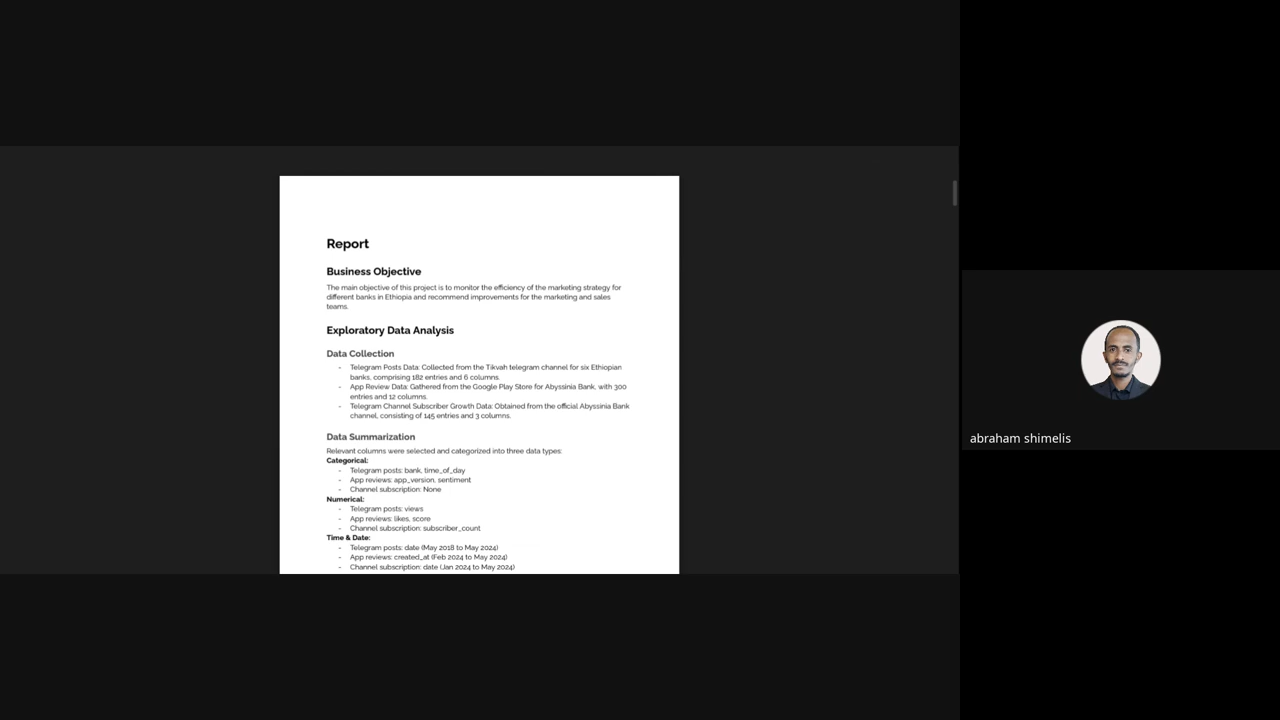 Report
Business Objective
The main objective of this project is to monitor the efficiency of the marketing strategy for
different banks in Ethiopia and recommend improvements for the marketing and sales
teams.
Exploratory Data Analysis
Data Collection
- Telegram Posts Data: Collected from the Tikvah telegram channel for six Ethiopian
banks, comprising 182 entries and 6 columns.
- App Review Data: Gathered from the Google Play Store for Abyssinia Bank, with 300
entries and 12 columns.
- Telegram Channel Subscriber Growth Data: Obtained from the official Abyssinia Bank
channel, consisting of 145 entries and 3 columns.
Data Summarization
Relevant columns were selected and categorized into three data types:
Categorical:
- Telegram posts: bank, time_of_day
- App reviews: app_version, sentiment
- Channel subscription: None
Numerical:
- Telegram posts: views
- App reviews: likes, score
- Channel subscription: subscriber_count
Time & Date:
- Telegram posts: date (May 2018 to May 2024)
- App reviews: created_at (Feb 2024 to May 2024)
- Channel subscription: date (Jan 2024 to May 2024)
abraham shimelis